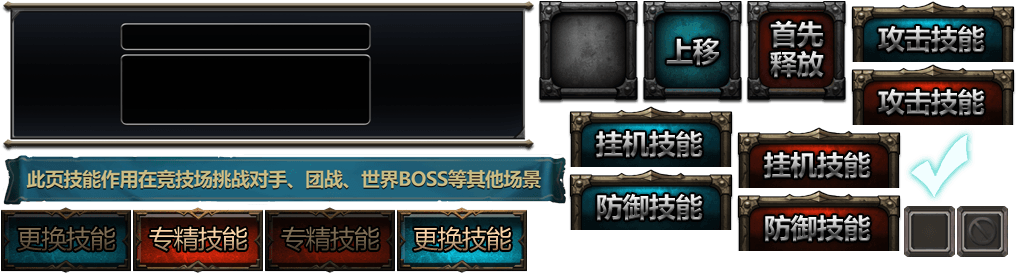 上移
首先
释放
攻击技能
攻击技能
挂机技能
挂机技能
此页技能作用在竞技场挑战对手、团战、世界BOSS等其他场景
防御技能
防御技能
更换技能
专精技能
专精技能
更换技能